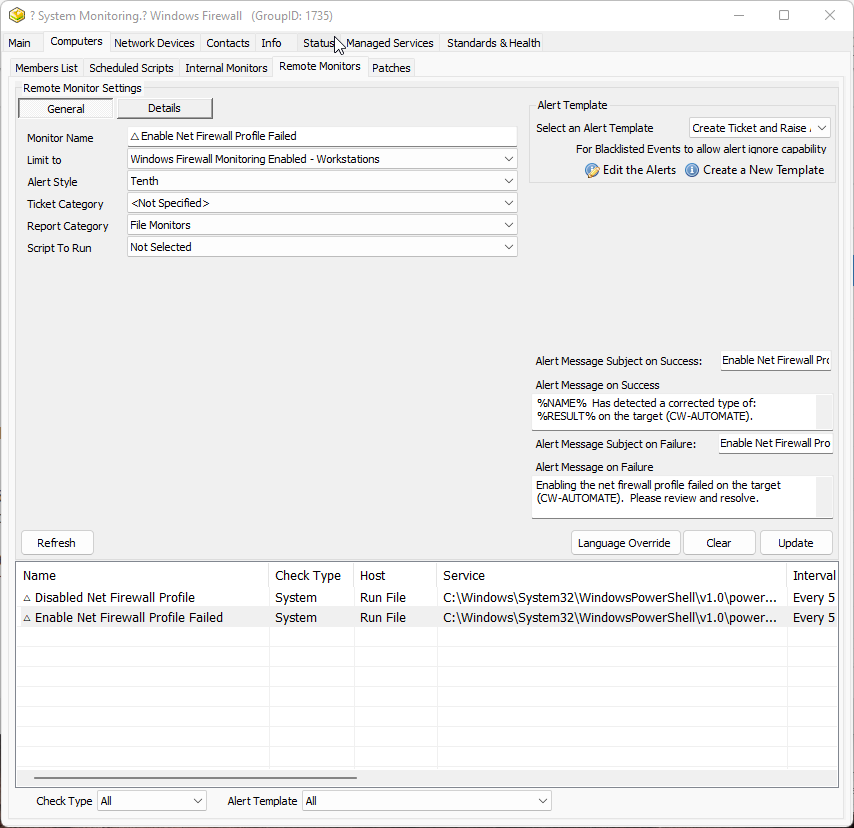 ? System Monitoring.? Windows Firewall (GroupID: 1735)
Main Computers Network Devices Contacts Info Status Managed Services Standards & Health
Members List Scheduled Scripts Internal Monitors Remote Monitors Patches
Remote Monitor Settings
General Details
Monitor Name △ Enable Net Firewall Profile Failed
Limit to Windows Firewall Monitoring Enabled - Workstations
Alert Style Tenth
Ticket Category <Not Specified>
Report Category File Monitors
Script To Run Not Selected
Alert Template
Select an Alert Template Create Ticket and Raise
For Blacklisted Events to allow alert ignore capability
Edit the Alerts Create a New Template
Alert Message Subject on Success: Enable Net Firewall Pro
Alert Message on Success
%NAME% Has detected a corrected type of:
%RESULT% on the target (CW-AUTOMATE).
Alert Message Subject on Failure: Enable Net Firewall Pro
Alert Message on Failure
Enabling the net firewall profile failed on the target
(CW-AUTOMATE). Please review and resolve.
Refresh Language Override Clear Update
Name Check Type Host Service Interval
△ Disabled Net Firewall Profile System Run File C:\Windows\System32\WindowsPowerShell\v1.0\power... Every 5
△ Enable Net Firewall Profile Failed System Run File C:\Windows\System32\WindowsPowerShell\v1.0\power... Every 5
Check Type All Alert Template All